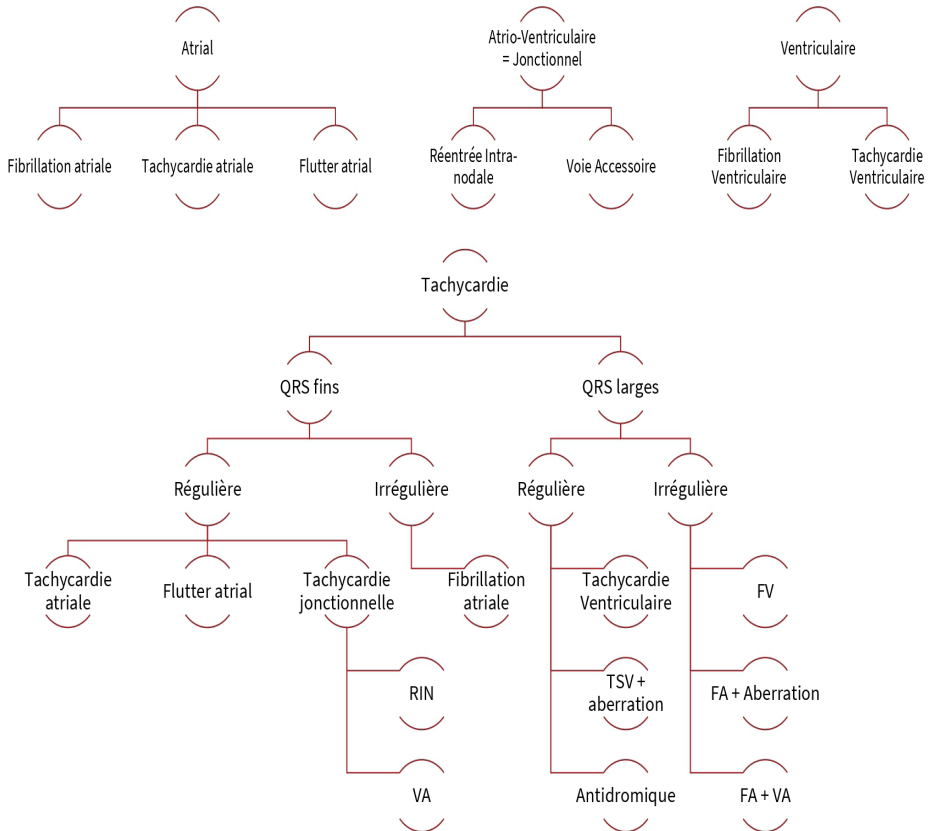 Atrial
Atrio-Ventriculaire
= Jonctionnel
Ventriculaire
Fibrillation atriale
Tachycardie atriale
Flutter atrial
Réentrée Intra-
nodale
Voie Accessoire
Fibrillation
Ventriculaire
Tachycardie
Ventriculaire
Tachycardie
QRS fins
QRS larges
Régulière
Irrégulière
Régulière
Irrégulière
Tachycardie
atriale
Flutter atrial
Tachycardie
jonctionnelle
Fibrillation
atriale
Tachycardie
Ventriculaire
FV
RIN
TSV +
aberration
FA + Aberration
VA
Antidromique
FA + VA